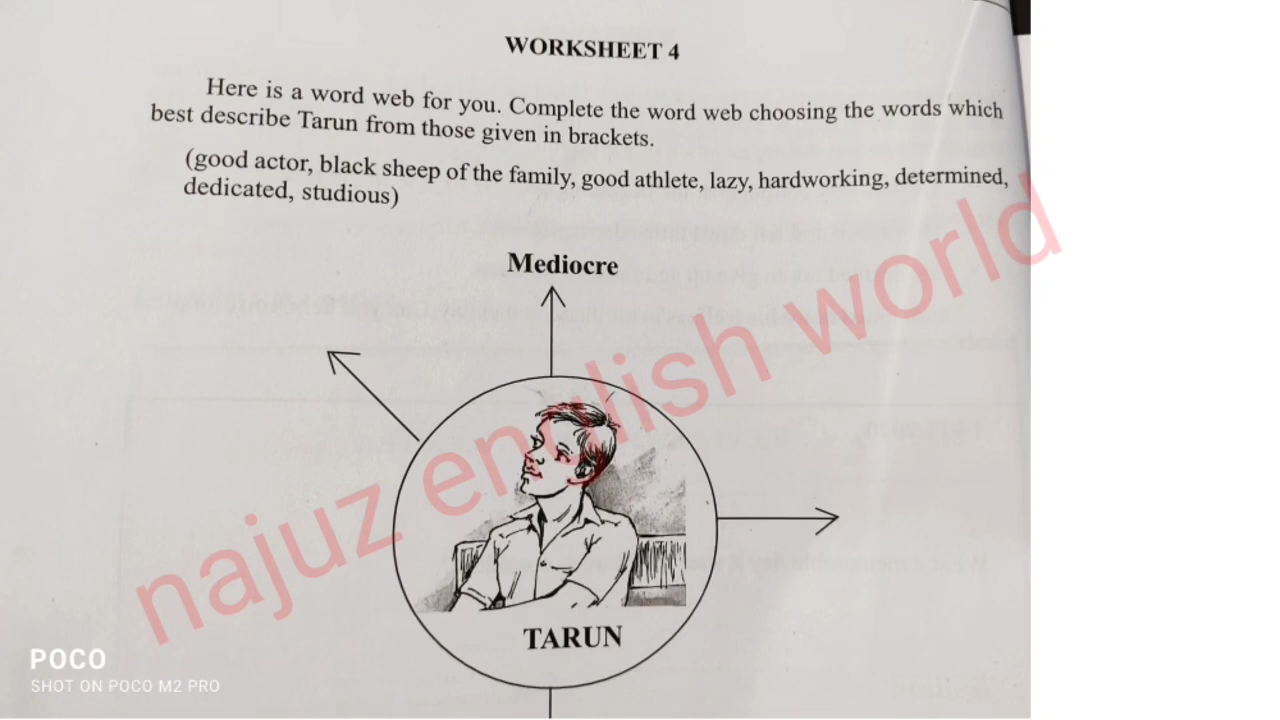 WORKSHEET 4
Here is a word web for you. Complete the word web choosing the words which
best describe Tarun from those given in brackets.
(good actor, black sheep of the family, good athlete, lazy, hardworking, determined,
dedicated, studious)
Mediocre
najuz english world
TARUN
POCO
SHOT ON POCO M2 PRO